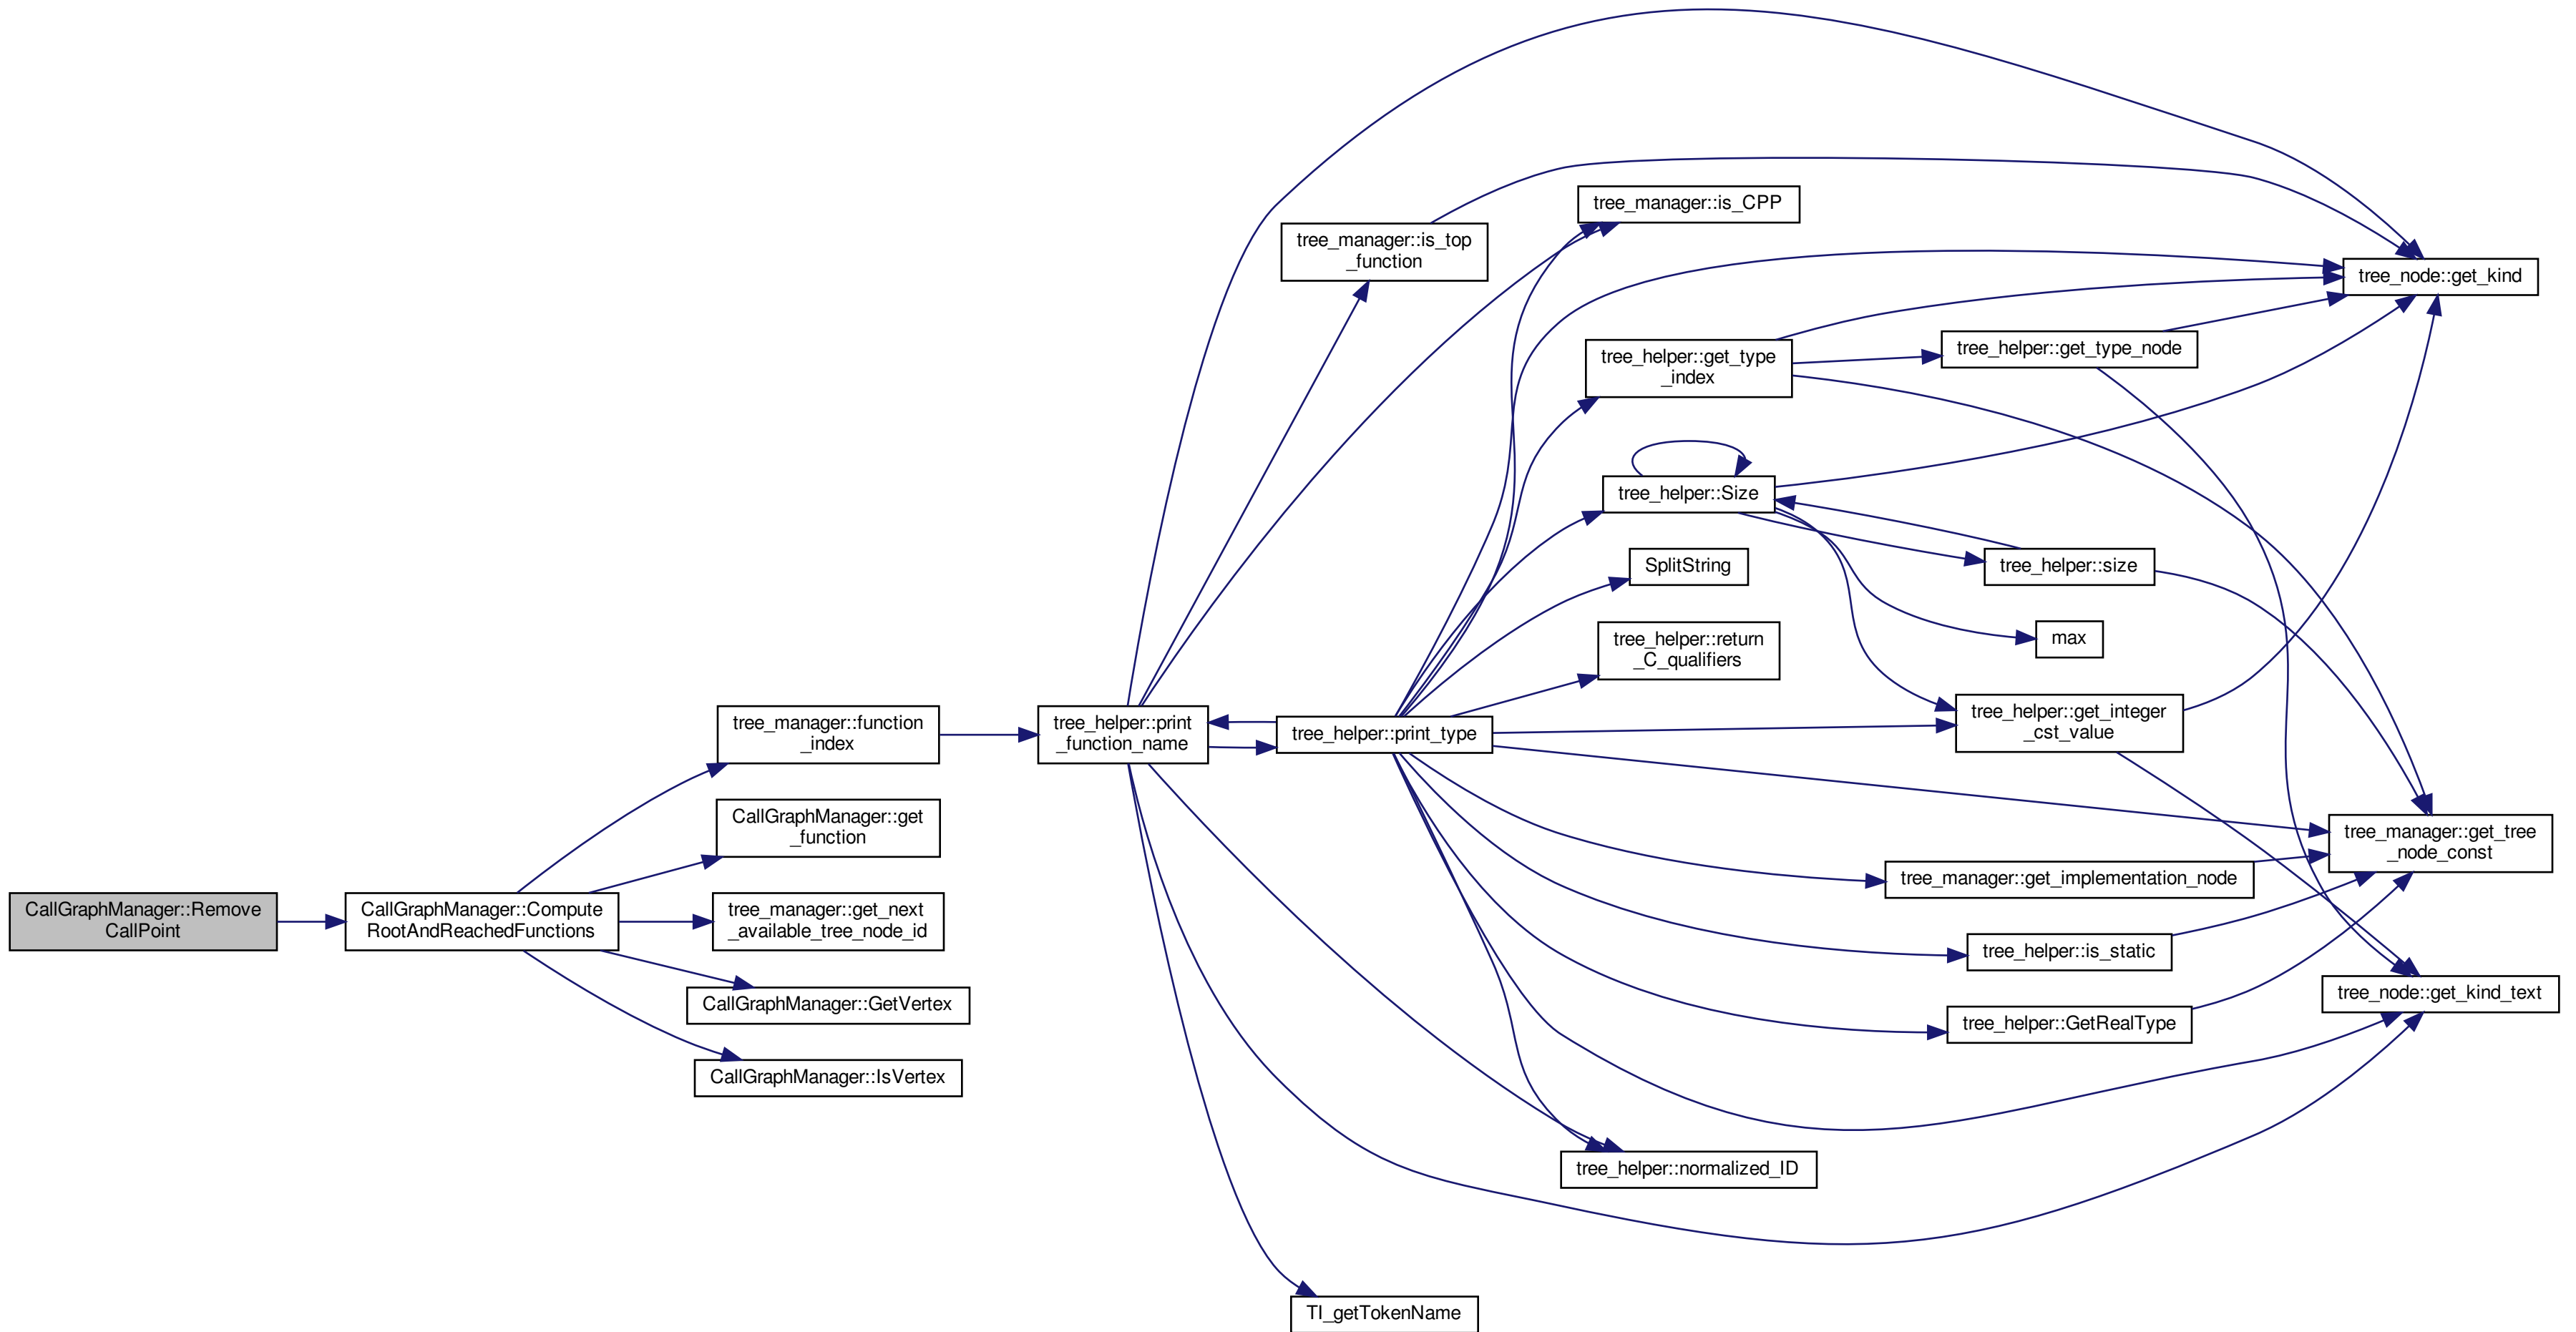 CallGraphManager::Remove
CallPoint
CallGraphManager::Compute
RootAndReachedFunctions
tree_manager::function
_index
CallGraphManager::get
_function
tree_manager::get_next
_available_tree_node_id
CallGraphManager::GetVertex
CallGraphManager::IsVertex
tree_helper::print
_function_name
tree_manager::is_top
_function
tree_helper::print_type
TI_getTokenName
tree_manager::is_CPP
tree_helper::get_type
_index
tree_helper::Size
SplitString
tree_helper::return
_C_qualifiers
tree_helper::normalized_ID
tree_helper::get_type_node
tree_helper::size
max
tree_helper::get_integer
_cst_value
tree_manager::get_implementation_node
tree_helper::is_static
tree_helper::GetRealType
tree_node::get_kind
tree_manager::get_tree
_node_const
tree_node::get_kind_text